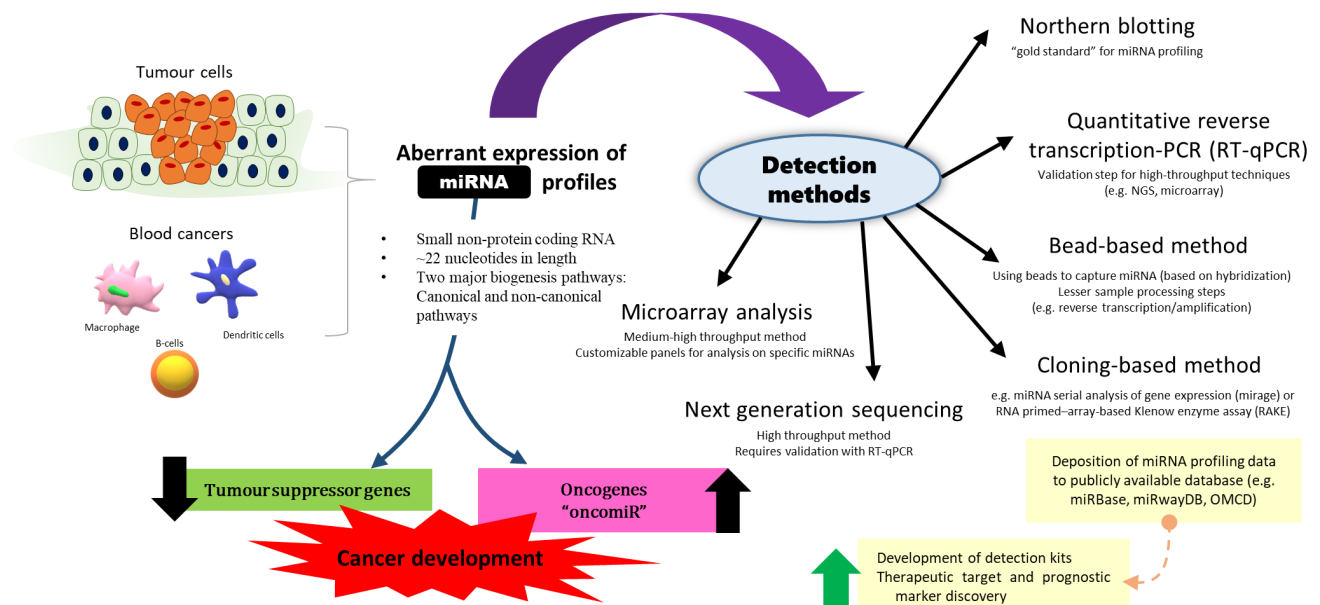 Tumour cells
Blood cancers
Macrophage
Dendritic cells
B-cells
Aberrant expression of
miRNA profiles
• Small non-protein coding RNA
• ~22 nucleotides in length
• Two major biogenesis pathways:
Canonical and non-canonical
pathways
Tumour suppressor genes
Oncogenes
“oncomiR”
Cancer development
Detection
methods
Northern blotting
“gold standard” for miRNA profiling
Quantitative reverse
transcription-PCR (RT-qPCR)
Validation step for high-throughput techniques
(e.g. NGS, microarray)
Bead-based method
Using beads to capture miRNA (based on hybridization)
Lesser sample processing steps
(e.g. reverse transcription/amplification)
Cloning-based method
e.g. miRNA serial analysis of gene expression (mirage) or
RNA primed–array-based Klenow enzyme assay (RAKE)
Microarray analysis
Medium-high throughput method
Customizable panels for analysis on specific miRNAs
Next generation sequencing
High throughput method
Requires validation with RT-qPCR
Deposition of miRNA profiling data
to publicly available database (e.g.
miRBase, miRwayDB, OMCD)
Development of detection kits
Therapeutic target and prognostic
marker discovery